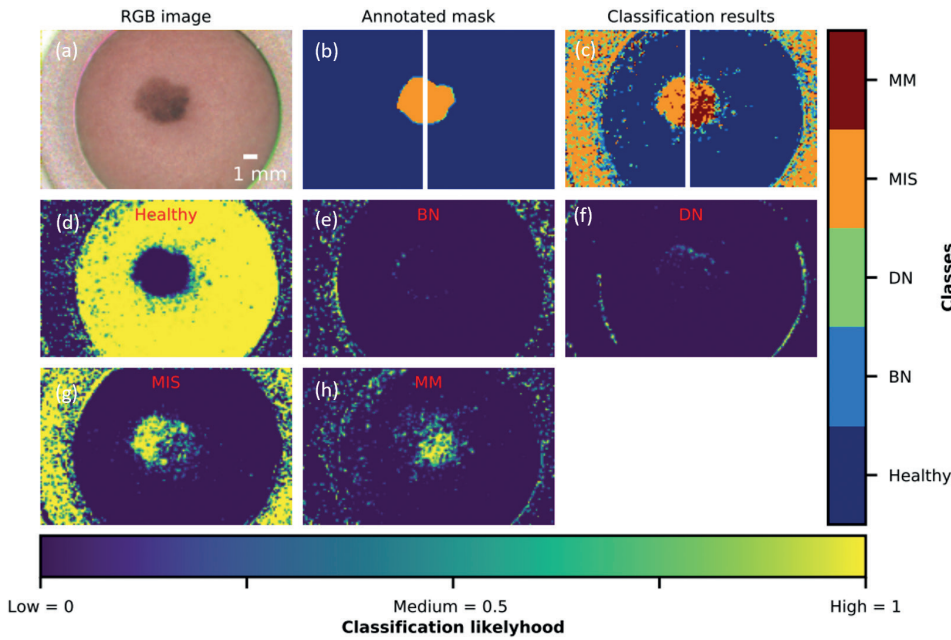 RGB image
Annotated mask
Classification results
(a)
1 mm
(b)
(c)
(d)
Healthy
(e)
BN
(f)
DN
(g)
MIS
(h)
MM
MM
MIS
DN
BN
Healthy
Classes
Low = 0
Medium = 0.5
High = 1
Classification likelyhood